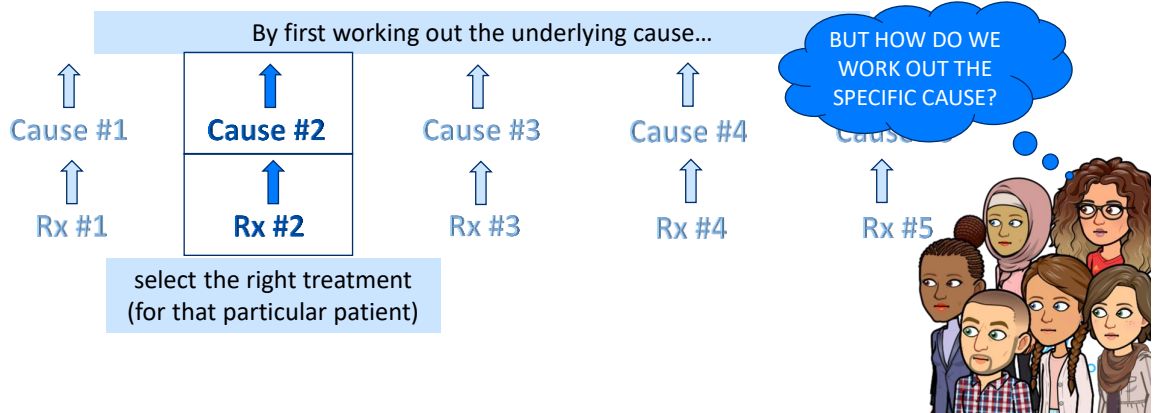 By first working out the underlying cause…
BUT HOW DO WE
WORK OUT THE
SPECIFIC CAUSE?
Cause #1
Cause #2
Cause #3
Cause #4
Rx #1
Rx #2
Rx #3
Rx #4
Rx #5
select the right treatment
(for that particular patient)